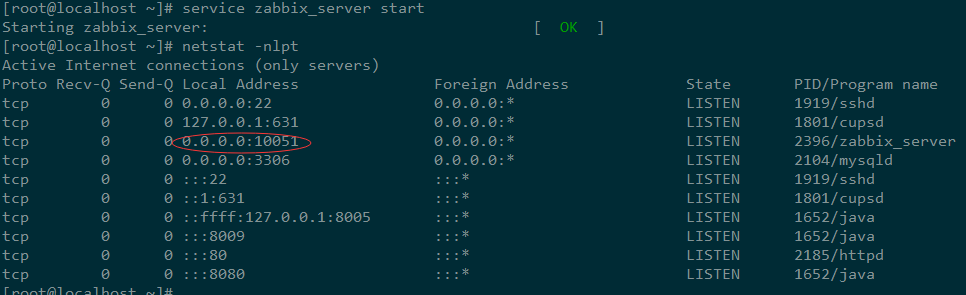 [root@localhost ~]# service zabbix_server start
Starting zabbix_server: [ OK ]
[root@localhost ~]# netstat -nlpt
Active Internet connections (only servers)
Proto Recv-Q Send-Q Local Address Foreign Address State PID/Program name
tcp 0 0 0.0.0.0:22 0.0.0.0:* LISTEN 1919/sshd
tcp 0 0 127.0.0.1:631 0.0.0.0:* LISTEN 1801/cupsd
tcp 0 0 0.0.0.0:10051 0.0.0.0:* LISTEN 2396/zabbix_server
tcp 0 0 0.0.0.0:3306 0.0.0.0:* LISTEN 2104/mysqld
tcp 0 0 :::22 :::* LISTEN 1919/sshd
tcp 0 0 ::1:631 :::* LISTEN 1801/cupsd
tcp 0 0 ::ffff:127.0.0.1:8005 :::* LISTEN 1652/java
tcp 0 0 :::8009 :::* LISTEN 1652/java
tcp 0 0 :::80 :::* LISTEN 2185/httpd
tcp 0 0 :::8080 :::* LISTEN 1652/java
[root@localhost ~]#